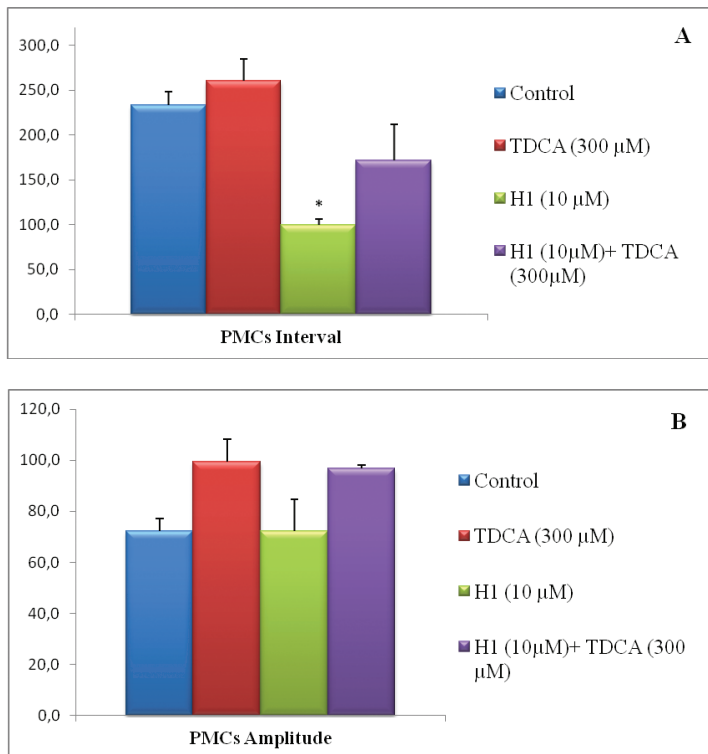 A
300,0
250,0
200,0
150,0
100,0
50,0
0,0
*
PMCs Interval
Control
TDCA (300 µM)
H1 (10 µM)
H1 (10µM)+ TDCA
(300µM)
B
120,0
100,0
80,0
60,0
40,0
20,0
0,0
PMCs Amplitude
Control
TDCA (300 µM)
H1 (10 µM)
H1 (10µM)+ TDCA (300
µM)